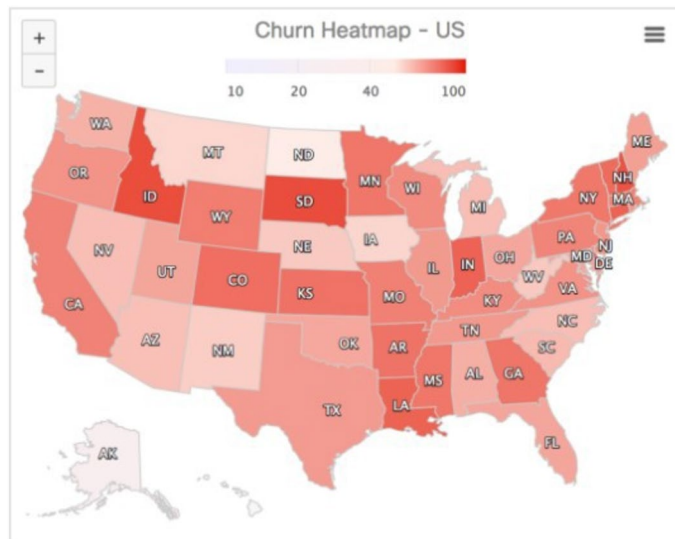 +
Churn Heatmap - US
-
10 20 40 100
WA
ME
MT
ND
OR
MN
NH
ID
WI
NY
MA
SD
WY
MI
IA
PA
NE
NJ
NV
OH
MD
IL
IN
DE
UT
WV
CO
VA
CA
KS
MO
KY
NC
TN
AZ
OK
NM
AR
SC
MS
AL
GA
LA
TX
FL
AK